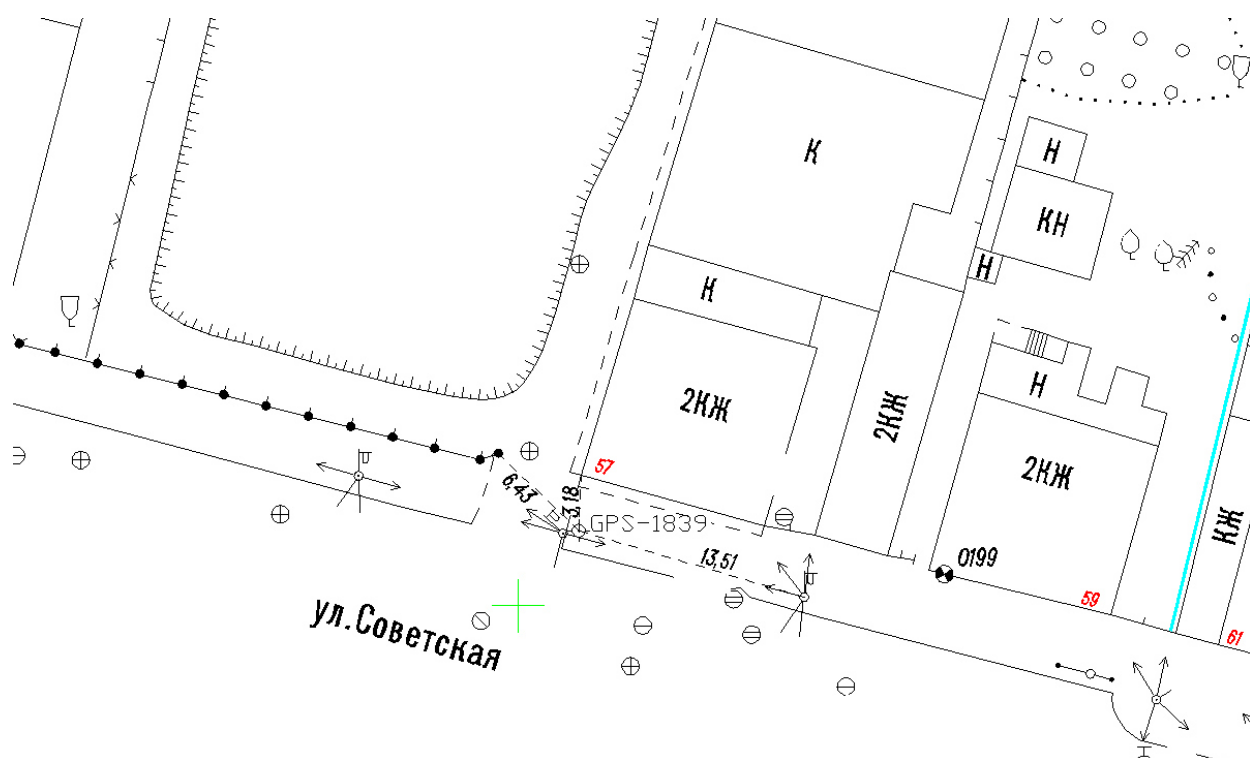 К
Н
КН
Н
К
2КЖ
2КЖ
Н
2КЖ
КЖ
57
6,43
3,18
GPS-1839
13,51
0199
59
61
ул.Советская